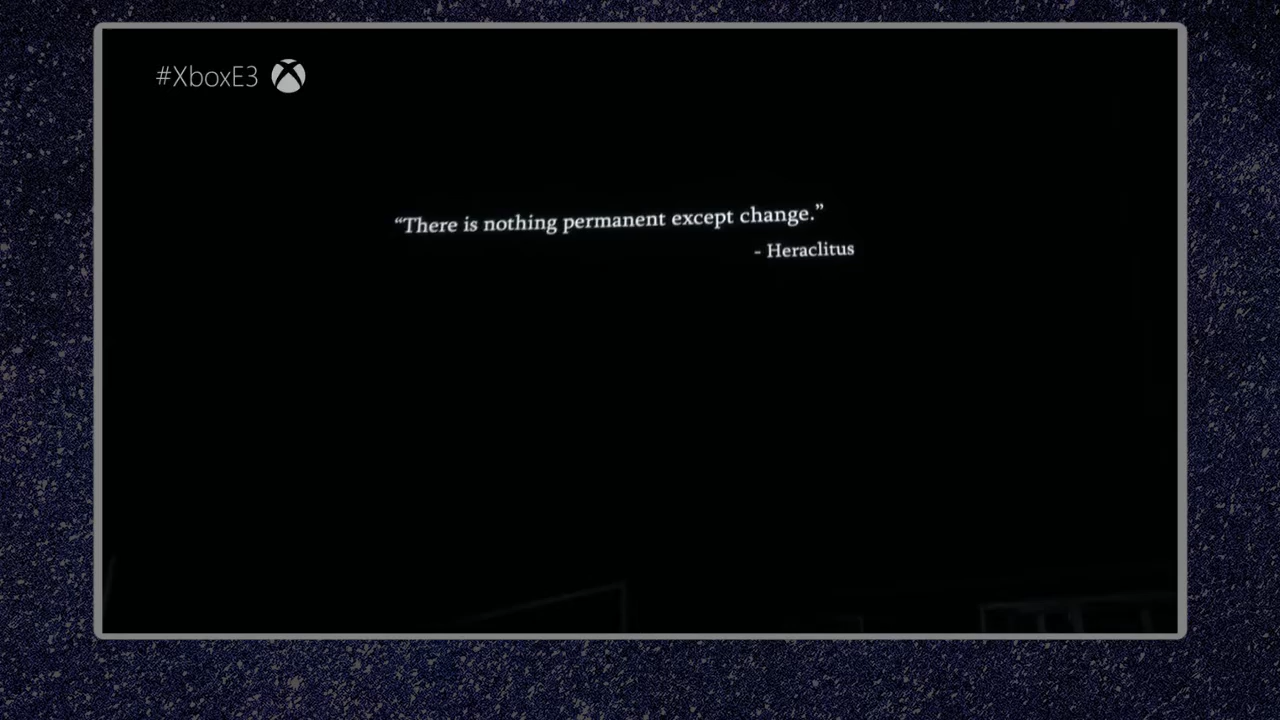 #XboxE3
“There is nothing permanent except change.”
- Heraclitus